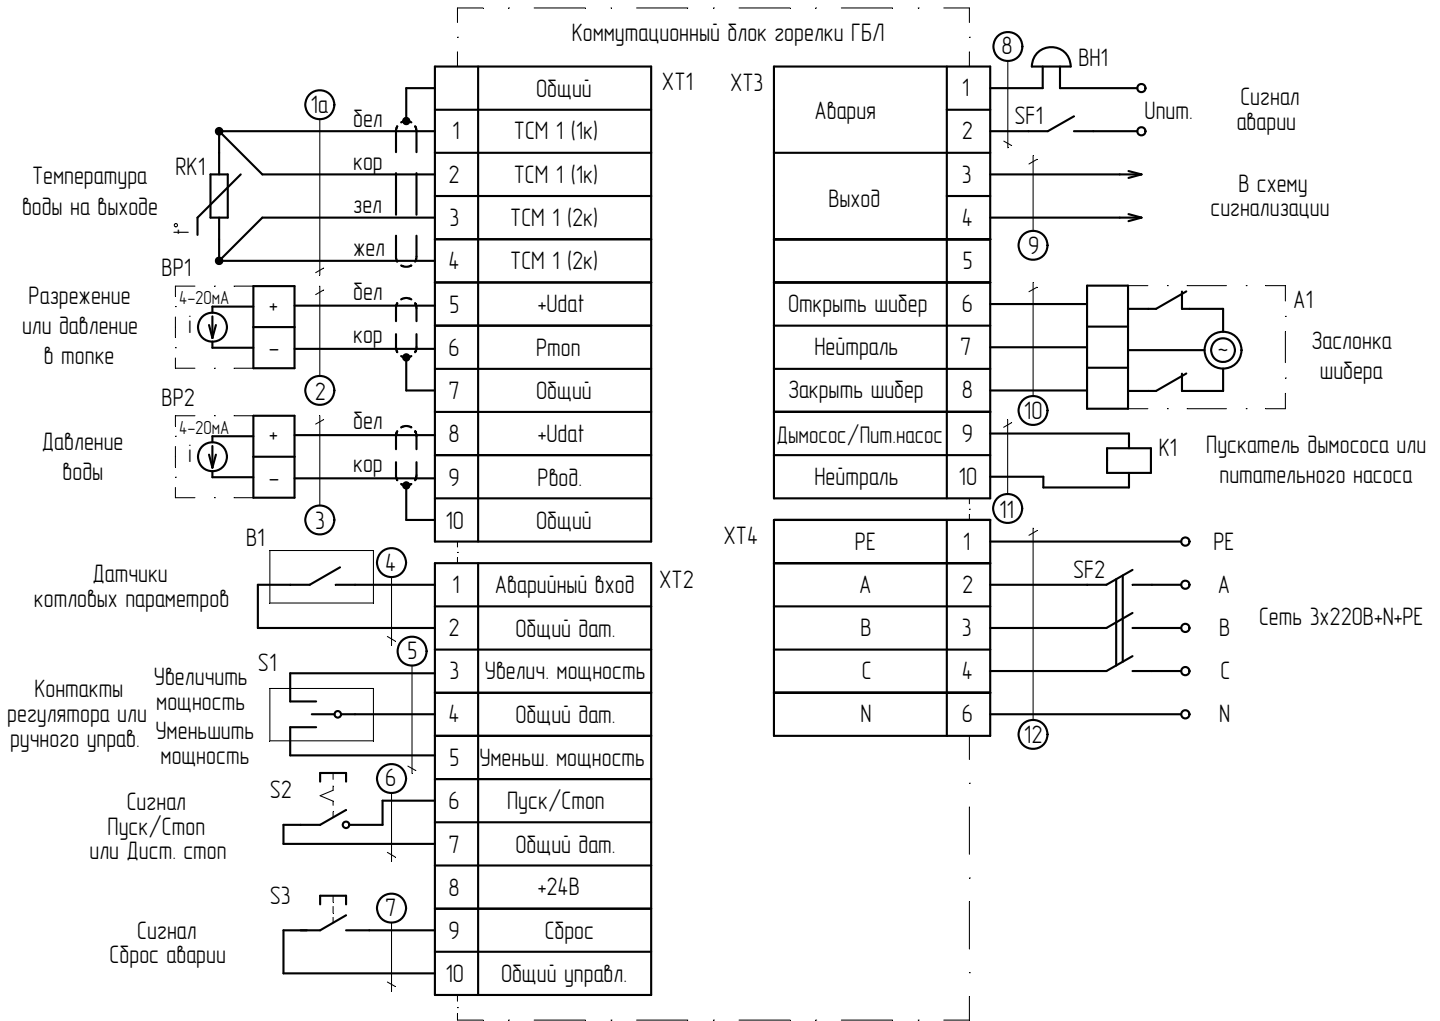 Коммутационный блок горелки ГБЛ
XT1
Общий
1 ТСМ 1 (1к)
2 ТСМ 1 (1к)
3 ТСМ 1 (2к)
4 ТСМ 1 (2к)
5 +Udat
6 Pтоп
7 Общий
8 +Udat
9 Pвод.
10 Общий
1а
бел
кор
зел
жел
RK1
t°
Температура
воды на выходе
BP1
4-20мА
i
+
−
бел
кор
2
Разрежение
или давление
в топке
BP2
4-20мА
i
+
−
бел
кор
3
Давление
воды
XT2
1 Аварийный вход
2 Общий дат.
3 Увелич. мощность
4 Общий дат.
5 Уменьш. мощность
6 Пуск/Стоп
7 Общий дат.
8 +24В
9 Сброс
10 Общий управл.
B1
4
Датчики
котловых параметров
5
S1
Увеличить
мощность
Уменьшить
мощность
Контакты
регулятора или
ручного управ.
S2
6
Сигнал
Пуск/Стоп
или Дист. стоп
S3
7
Сигнал
Сброс аварии
XT3
Авария
1
2
Выход
3
4
5
Открыть шибер 6
Нейтраль 7
Закрыть шибер 8
Дымосос/Пит.насос 9
Нейтраль 10
8
BH1
SF1
Uпит.
Сигнал
аварии
9
В схему
сигнализации
10
A1
~
Заслонка
шибера
11
K1
Пускатель дымососа или
питательного насоса
XT4
PE 1
A 2
B 3
C 4
N 6
SF2
12
PE
A
B
C
N
Сеть 3х220В+N+PE